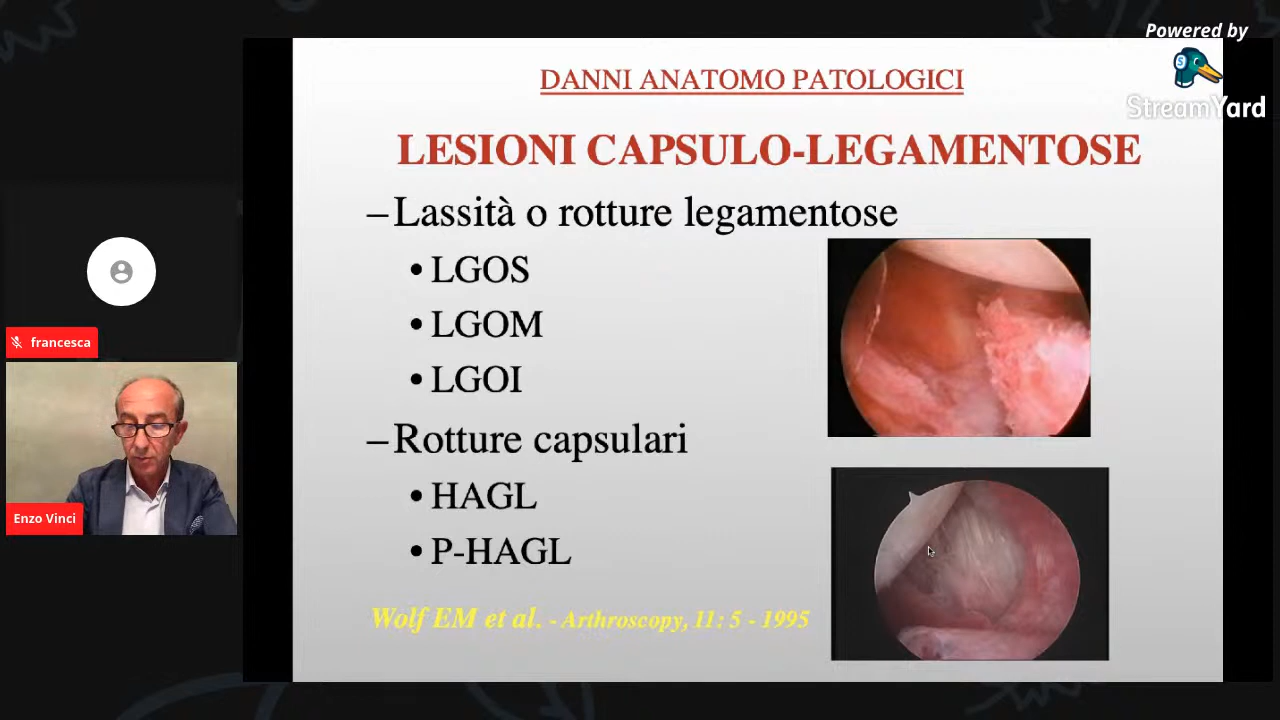 Powered by
StreamYard
DANNI ANATOMO PATOLOGICI
LESIONI CAPSULO-LEGAMENTOSE
–Lassità o rotture legamentose
•LGOS
•LGOM
•LGOI
–Rotture capsulari
•HAGL
•P-HAGL
Wolf EM et al. - Arthroscopy, 11: 5 - 1995
francesca
Enzo Vinci